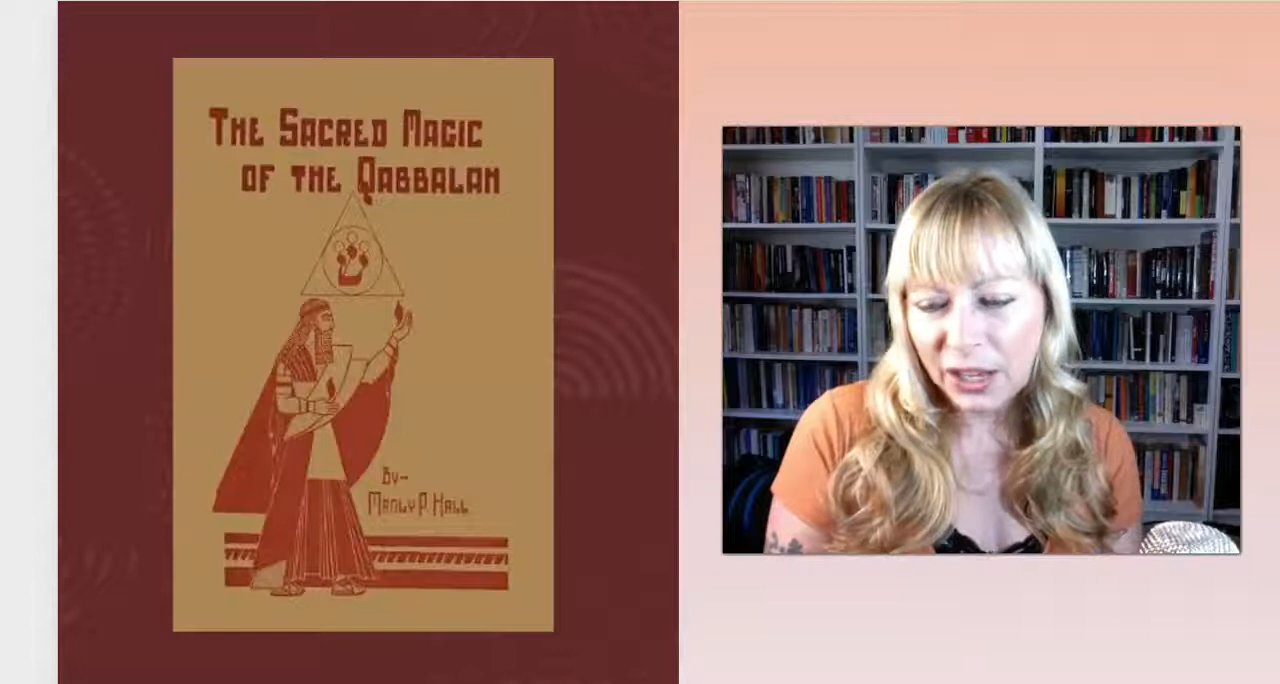 The Sacred Magic
of the Qabbalah
By-
Manly P. Hall